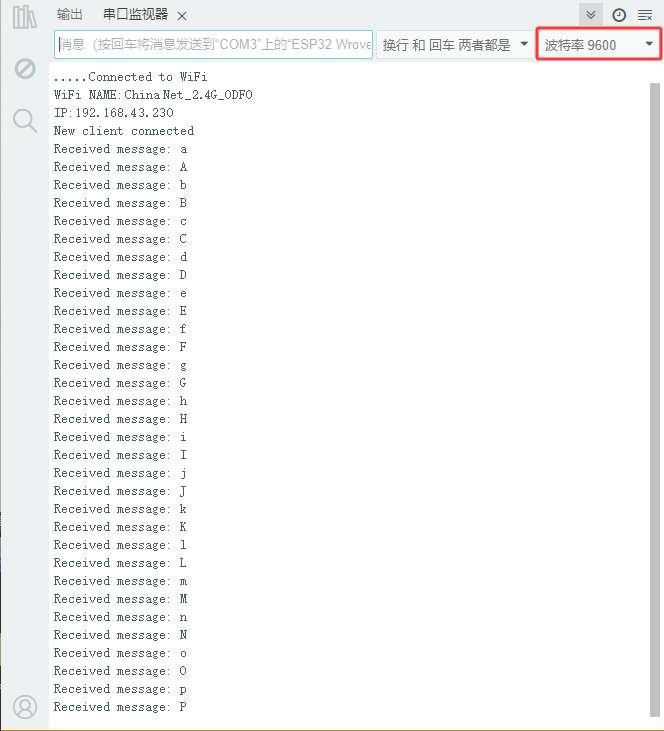 输出 串口监视器
消息（按回车将消息发送到“COM3”上的“ESP32 Wrove 换行 和 回车 两者都是 波特率 9600
.....Connected to WiFi
WiFi NAME:ChinaNet_2.4G_0DF0
IP:192.168.43.230
New client connected
Received message: a
Received message: A
Received message: b
Received message: B
Received message: c
Received message: C
Received message: d
Received message: D
Received message: e
Received message: E
Received message: f
Received message: F
Received message: g
Received message: G
Received message: h
Received message: H
Received message: i
Received message: I
Received message: j
Received message: J
Received message: k
Received message: K
Received message: l
Received message: L
Received message: m
Received message: M
Received message: n
Received message: N
Received message: o
Received message: O
Received message: p
Received message: P